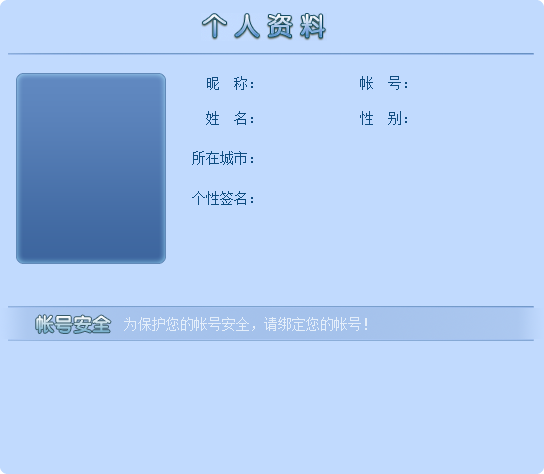 个人资料
昵 称： 帐 号：
姓 名： 性 别：
所在城市：
个性签名：
帐号安全 为保护您的帐号安全，请绑定您的帐号！